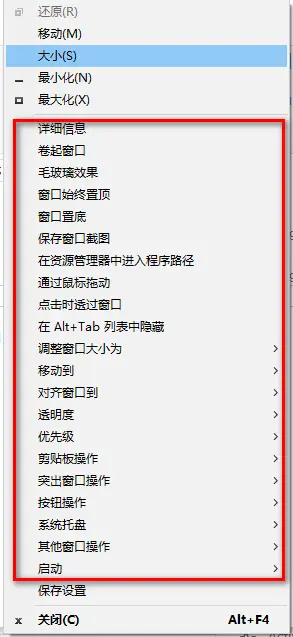 还原(R)
移动(M)
大小(S)
最小化(N)
最大化(X)
详细信息
卷起窗口
毛玻璃效果
窗口始终置顶
窗口置底
保存窗口截图
在资源管理器中进入程序路径
通过鼠标拖动
点击时透过窗口
在 Alt+Tab 列表中隐藏
调整窗口大小为
移动到
对齐窗口到
透明度
优先级
剪贴板操作
突出窗口操作
按钮操作
系统托盘
其他窗口操作
启动
保存设置
关闭(C) Alt+F4